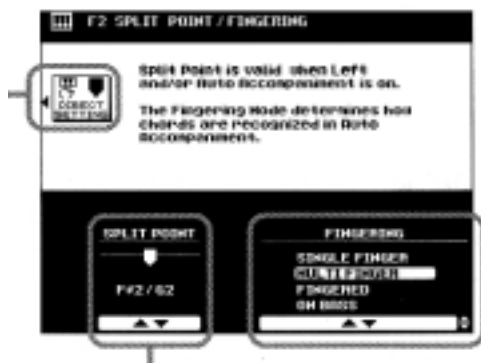 F2 SPLIT POINT / FINGERING
Split Point is valid when Left
and/or Auto Accompaniment is on.
The Fingering Mode determines how
chords are recognized in Auto
Accompaniment.
L7
DIRECT
SETTING
SPLIT POINT
F#2 / G2
FINGERING
SINGLE FINGER
MULTI FINGER
FINGERED
ON BASS